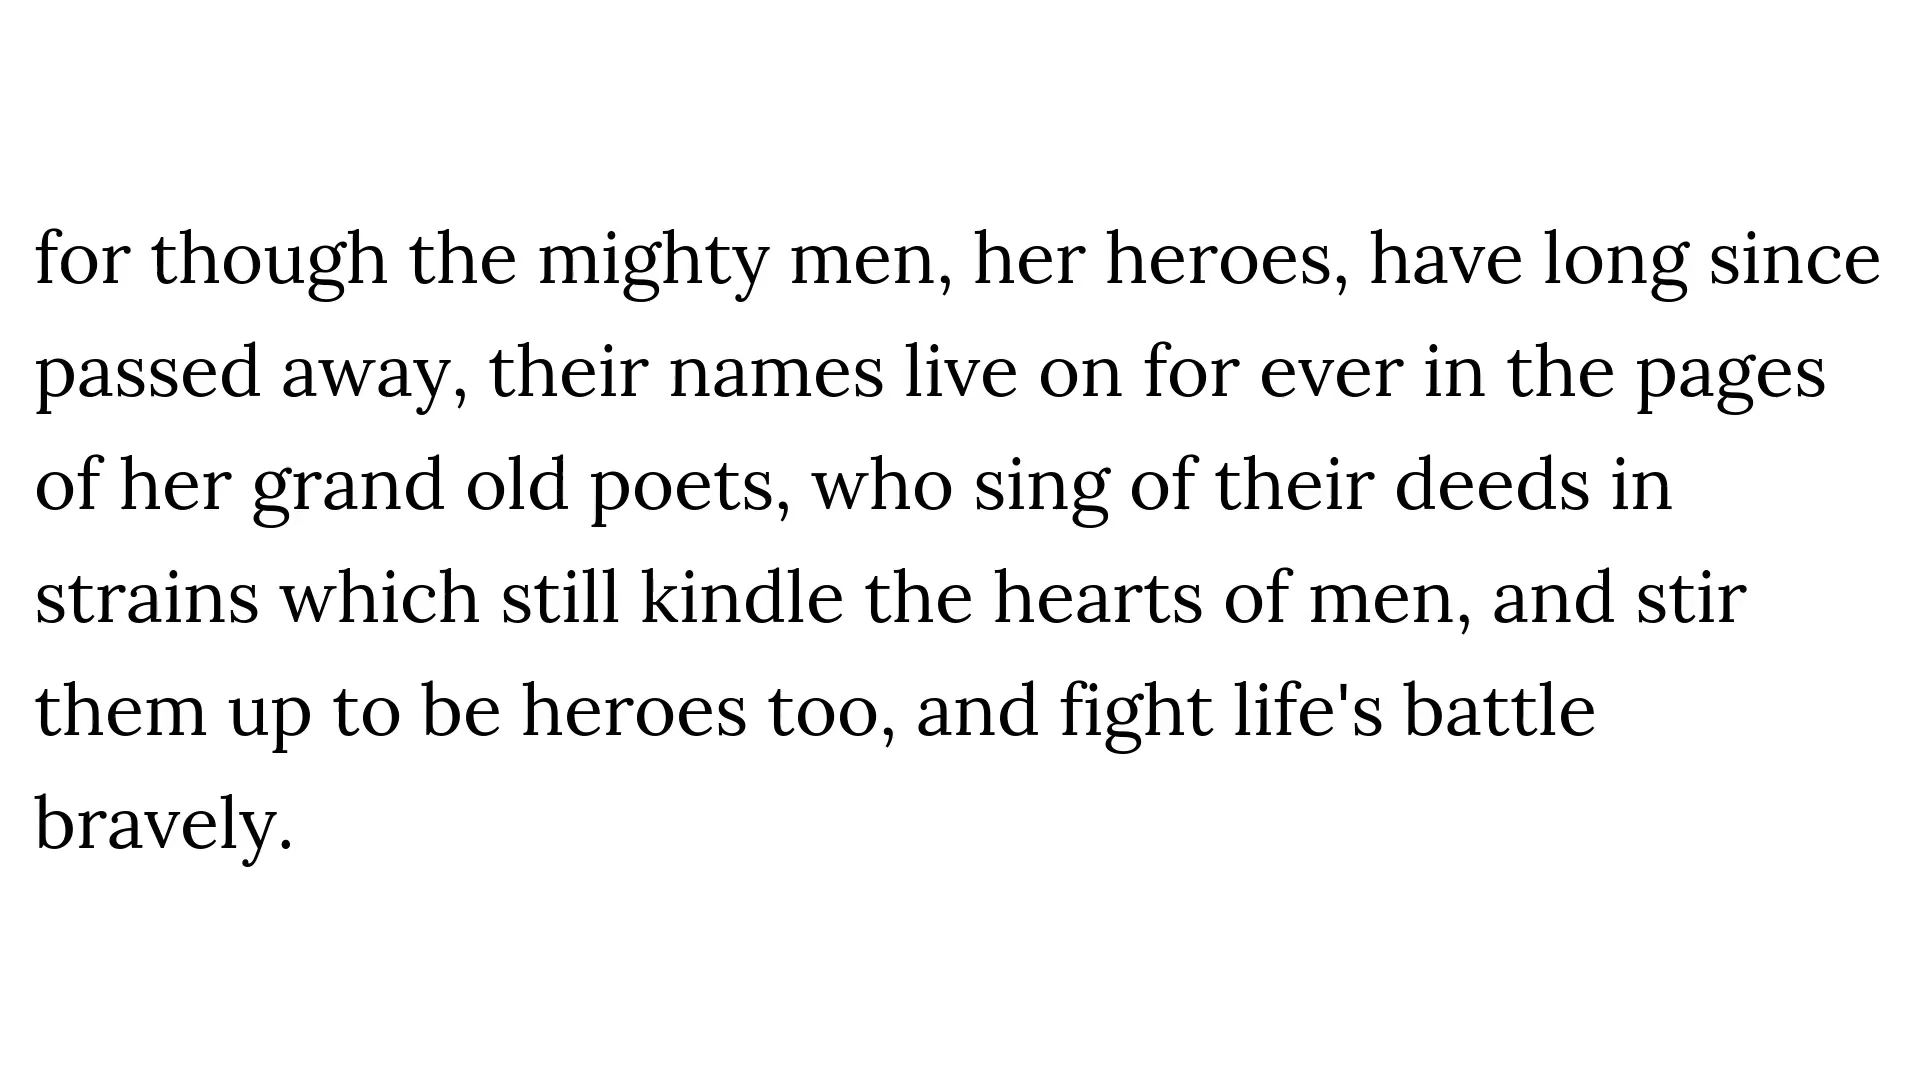 for though the mighty men, her heroes, have long since
passed away, their names live on for ever in the pages
of her grand old poets, who sing of their deeds in
strains which still kindle the hearts of men, and stir
them up to be heroes too, and fight life's battle
bravely.